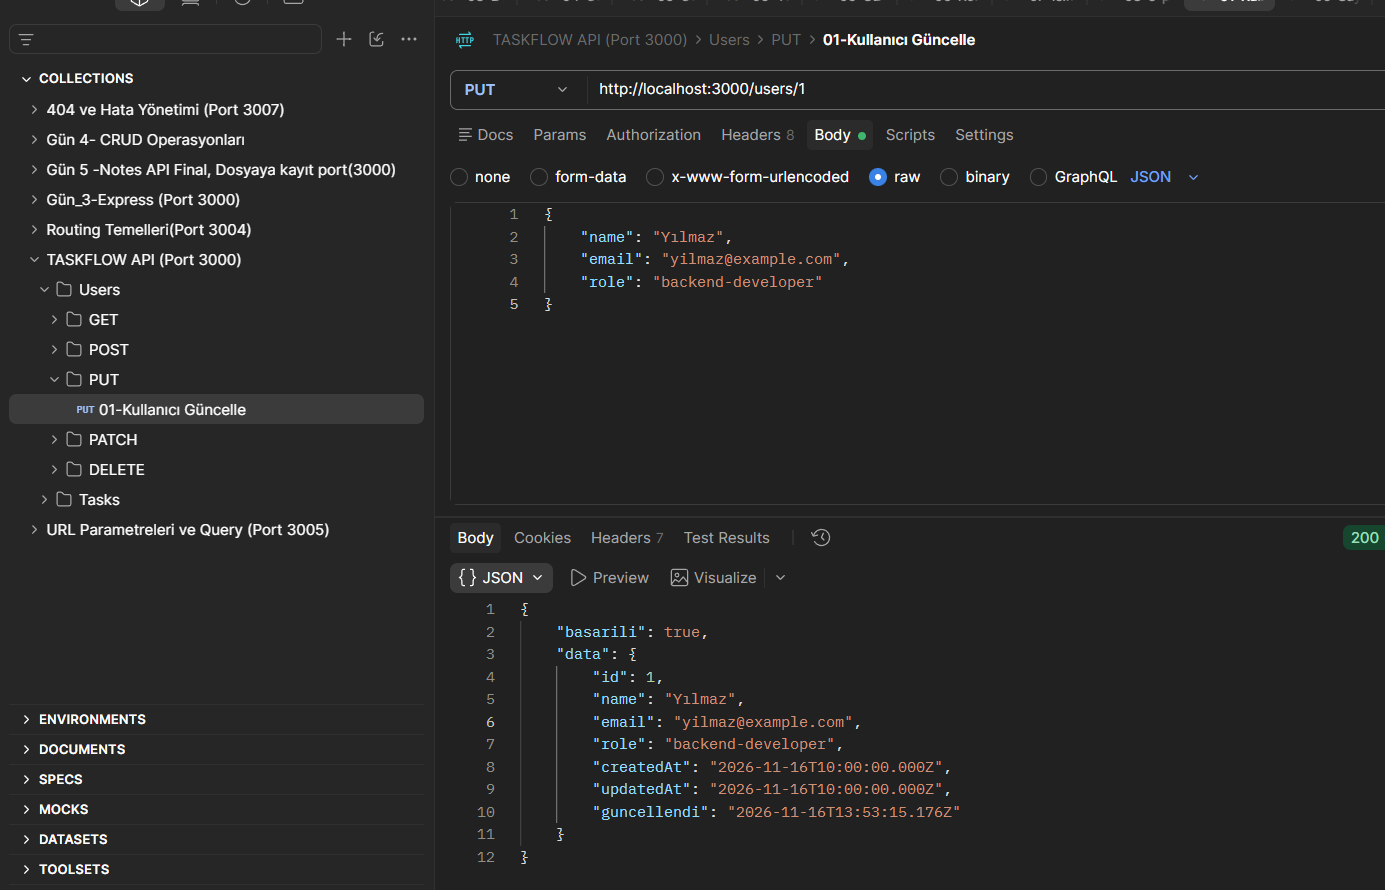 COLLECTIONS
404 ve Hata Yönetimi (Port 3007)
Gün 4- CRUD Operasyonları
Gün 5 -Notes API Final, Dosyaya kayıt port(3000)
Gün_3-Express (Port 3000)
Routing Temelleri(Port 3004)
TASKFLOW API (Port 3000)
Users
GET
POST
PUT
PUT 01-Kullanıcı Güncelle
PATCH
DELETE
Tasks
URL Parametreleri ve Query (Port 3005)
ENVIRONMENTS
DOCUMENTS
SPECS
MOCKS
DATASETS
TOOLSETS
HTTP TASKFLOW API (Port 3000) > Users > PUT > 01-Kullanıcı Güncelle
PUT http://localhost:3000/users/1
Docs Params Authorization Headers 8 Body Scripts Settings
none form-data x-www-form-urlencoded raw binary GraphQL JSON
1 {
2 "name": "Yılmaz",
3 "email": "yilmaz@example.com",
4 "role": "backend-developer"
5 }
Body Cookies Headers 7 Test Results 200
{} JSON Preview Visualize
1 {
2 "basarili": true,
3 "data": {
4 "id": 1,
5 "name": "Yılmaz",
6 "email": "yilmaz@example.com",
7 "role": "backend-developer",
8 "createdAt": "2026-11-16T10:00:00.000Z",
9 "updatedAt": "2026-11-16T10:00:00.000Z",
10 "guncellendi": "2026-11-16T13:53:15.176Z"
11 }
12 }